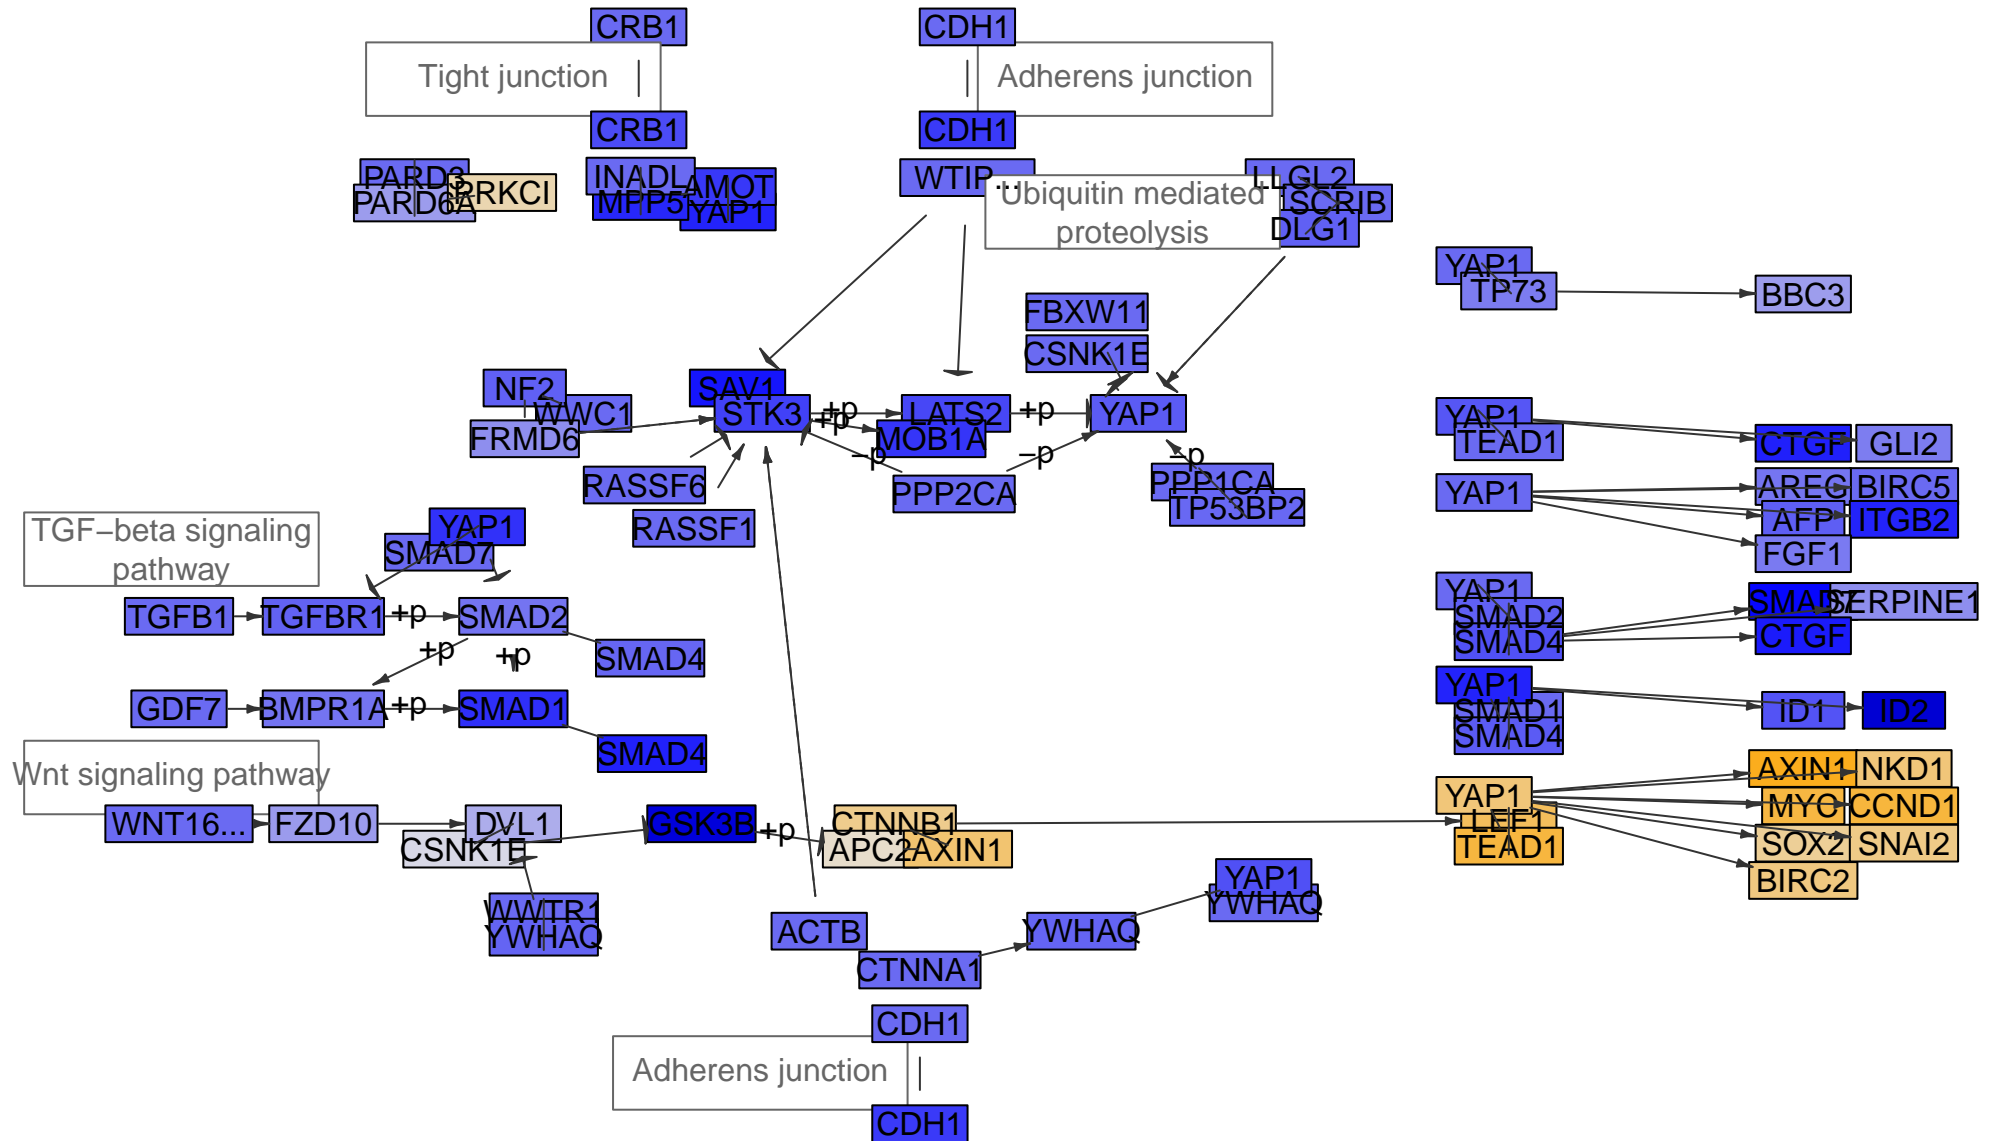 CRB1
CDH1
Tight junction
Adherens junction
CRB1
CDH1
PARD3
PRKCI
PARD6A
INADL
AMOT
MPP5
YAP1
WTIP...
LLGL2
Ubiquitin mediated
proteolysis
SCRIB
DLG1
YAP1
TP73
BBC3
FBXW11
CSNK1E
NF2
WWC1
FRMD6
SAV1
STK3
+p
+p
LATS2
MOB1A
+p
YAP1
–p
–p
–p
RASSF6
RASSF1
PPP2CA
PPP1CA
TP53BP2
YAP1
TEAD1
CTGF
GLI2
YAP1
AREG
BIRC5
AFP
ITGB2
FGF1
TGF–beta signaling
pathway
YAP1
SMAD7
TGFB1
TGFBR1
+p
SMAD2
+p
+p
SMAD4
YAP1
SMAD2
SMAD4
SMAD7
SERPINE1
CTGF
GDF7
BMPR1A
+p
SMAD1
SMAD4
YAP1
SMAD1
SMAD4
ID1
ID2
Wnt signaling pathway
WNT16...
FZD10
DVL1
CSNK1E
GSK3B
+p
CTNNB1
APC2
AXIN1
YAP1
LEF1
TEAD1
AXIN1
NKD1
MYC
CCND1
SOX2
SNAI2
BIRC2
WWTR1
YWHAQ
ACTB
CTNNA1
YWHAQ
YAP1
YWHAQ
CDH1
Adherens junction
CDH1